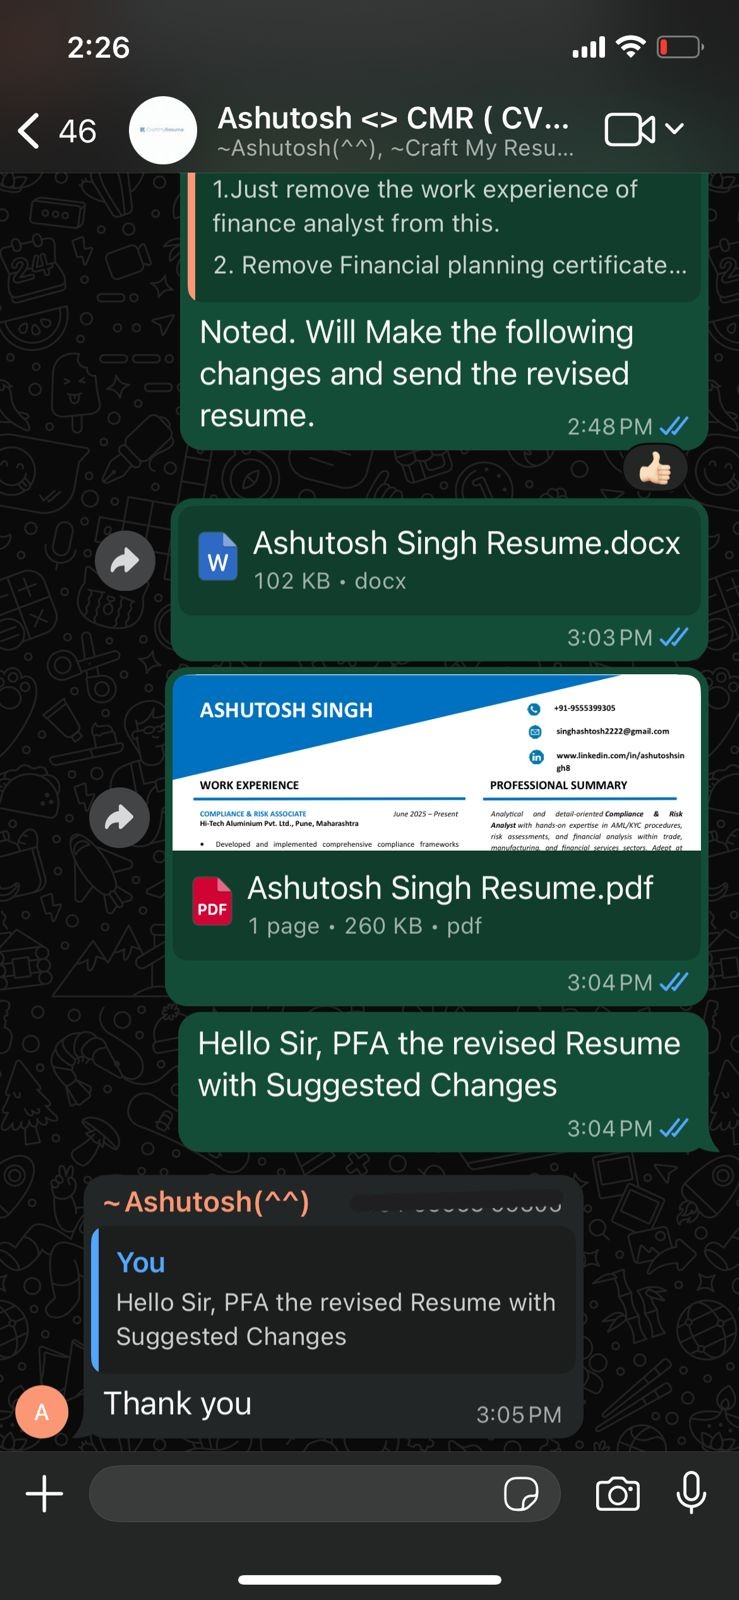 2:26
46
Ashutosh <> CMR ( CV...
~Ashutosh(^^), ~Craft My Resu...
1.Just remove the work experience of
finance analyst from this.
2. Remove Financial planning certificate...
Noted. Will Make the following
changes and send the revised
resume.
2:48 PM
W
Ashutosh Singh Resume.docx
102 KB • docx
3:03 PM
ASHUTOSH SINGH
+91-9555399305
singhashtosh2222@gmail.com
www.linkedin.com/in/ashutoshsin
gh8
WORK EXPERIENCE
PROFESSIONAL SUMMARY
COMPLIANCE & RISK ASSOCIATE
June 2025 – Present
Hi-Tech Aluminium Pvt. Ltd., Pune, Maharashtra
• Developed and implemented comprehensive compliance frameworks
Analytical and detail-oriented Compliance & Risk
Analyst with hands-on expertise in AML/KYC procedures,
risk assessments, and financial analysis within trade,
manufacturing, and financial services sectors. Adept at
PDF
Ashutosh Singh Resume.pdf
1 page • 260 KB • pdf
3:04 PM
Hello Sir, PFA the revised Resume
with Suggested Changes
3:04 PM
~Ashutosh(^^)
You
Hello Sir, PFA the revised Resume with
Suggested Changes
Thank you
3:05 PM
A